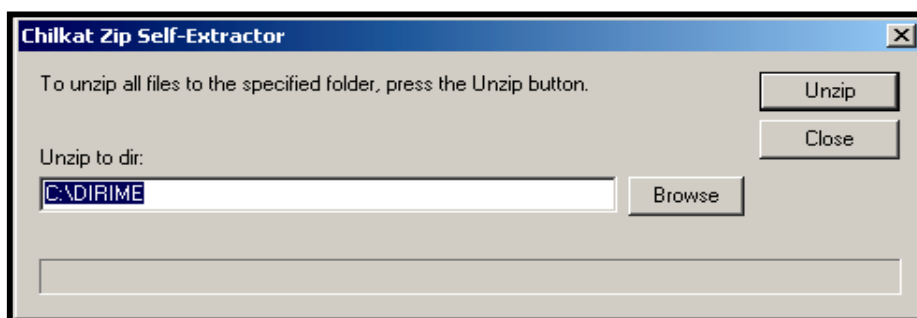 Chilkat Zip Self-Extractor
To unzip all files to the specified folder, press the Unzip button.
Unzip
Close
Unzip to dir:
C:\DIRIME
Browse